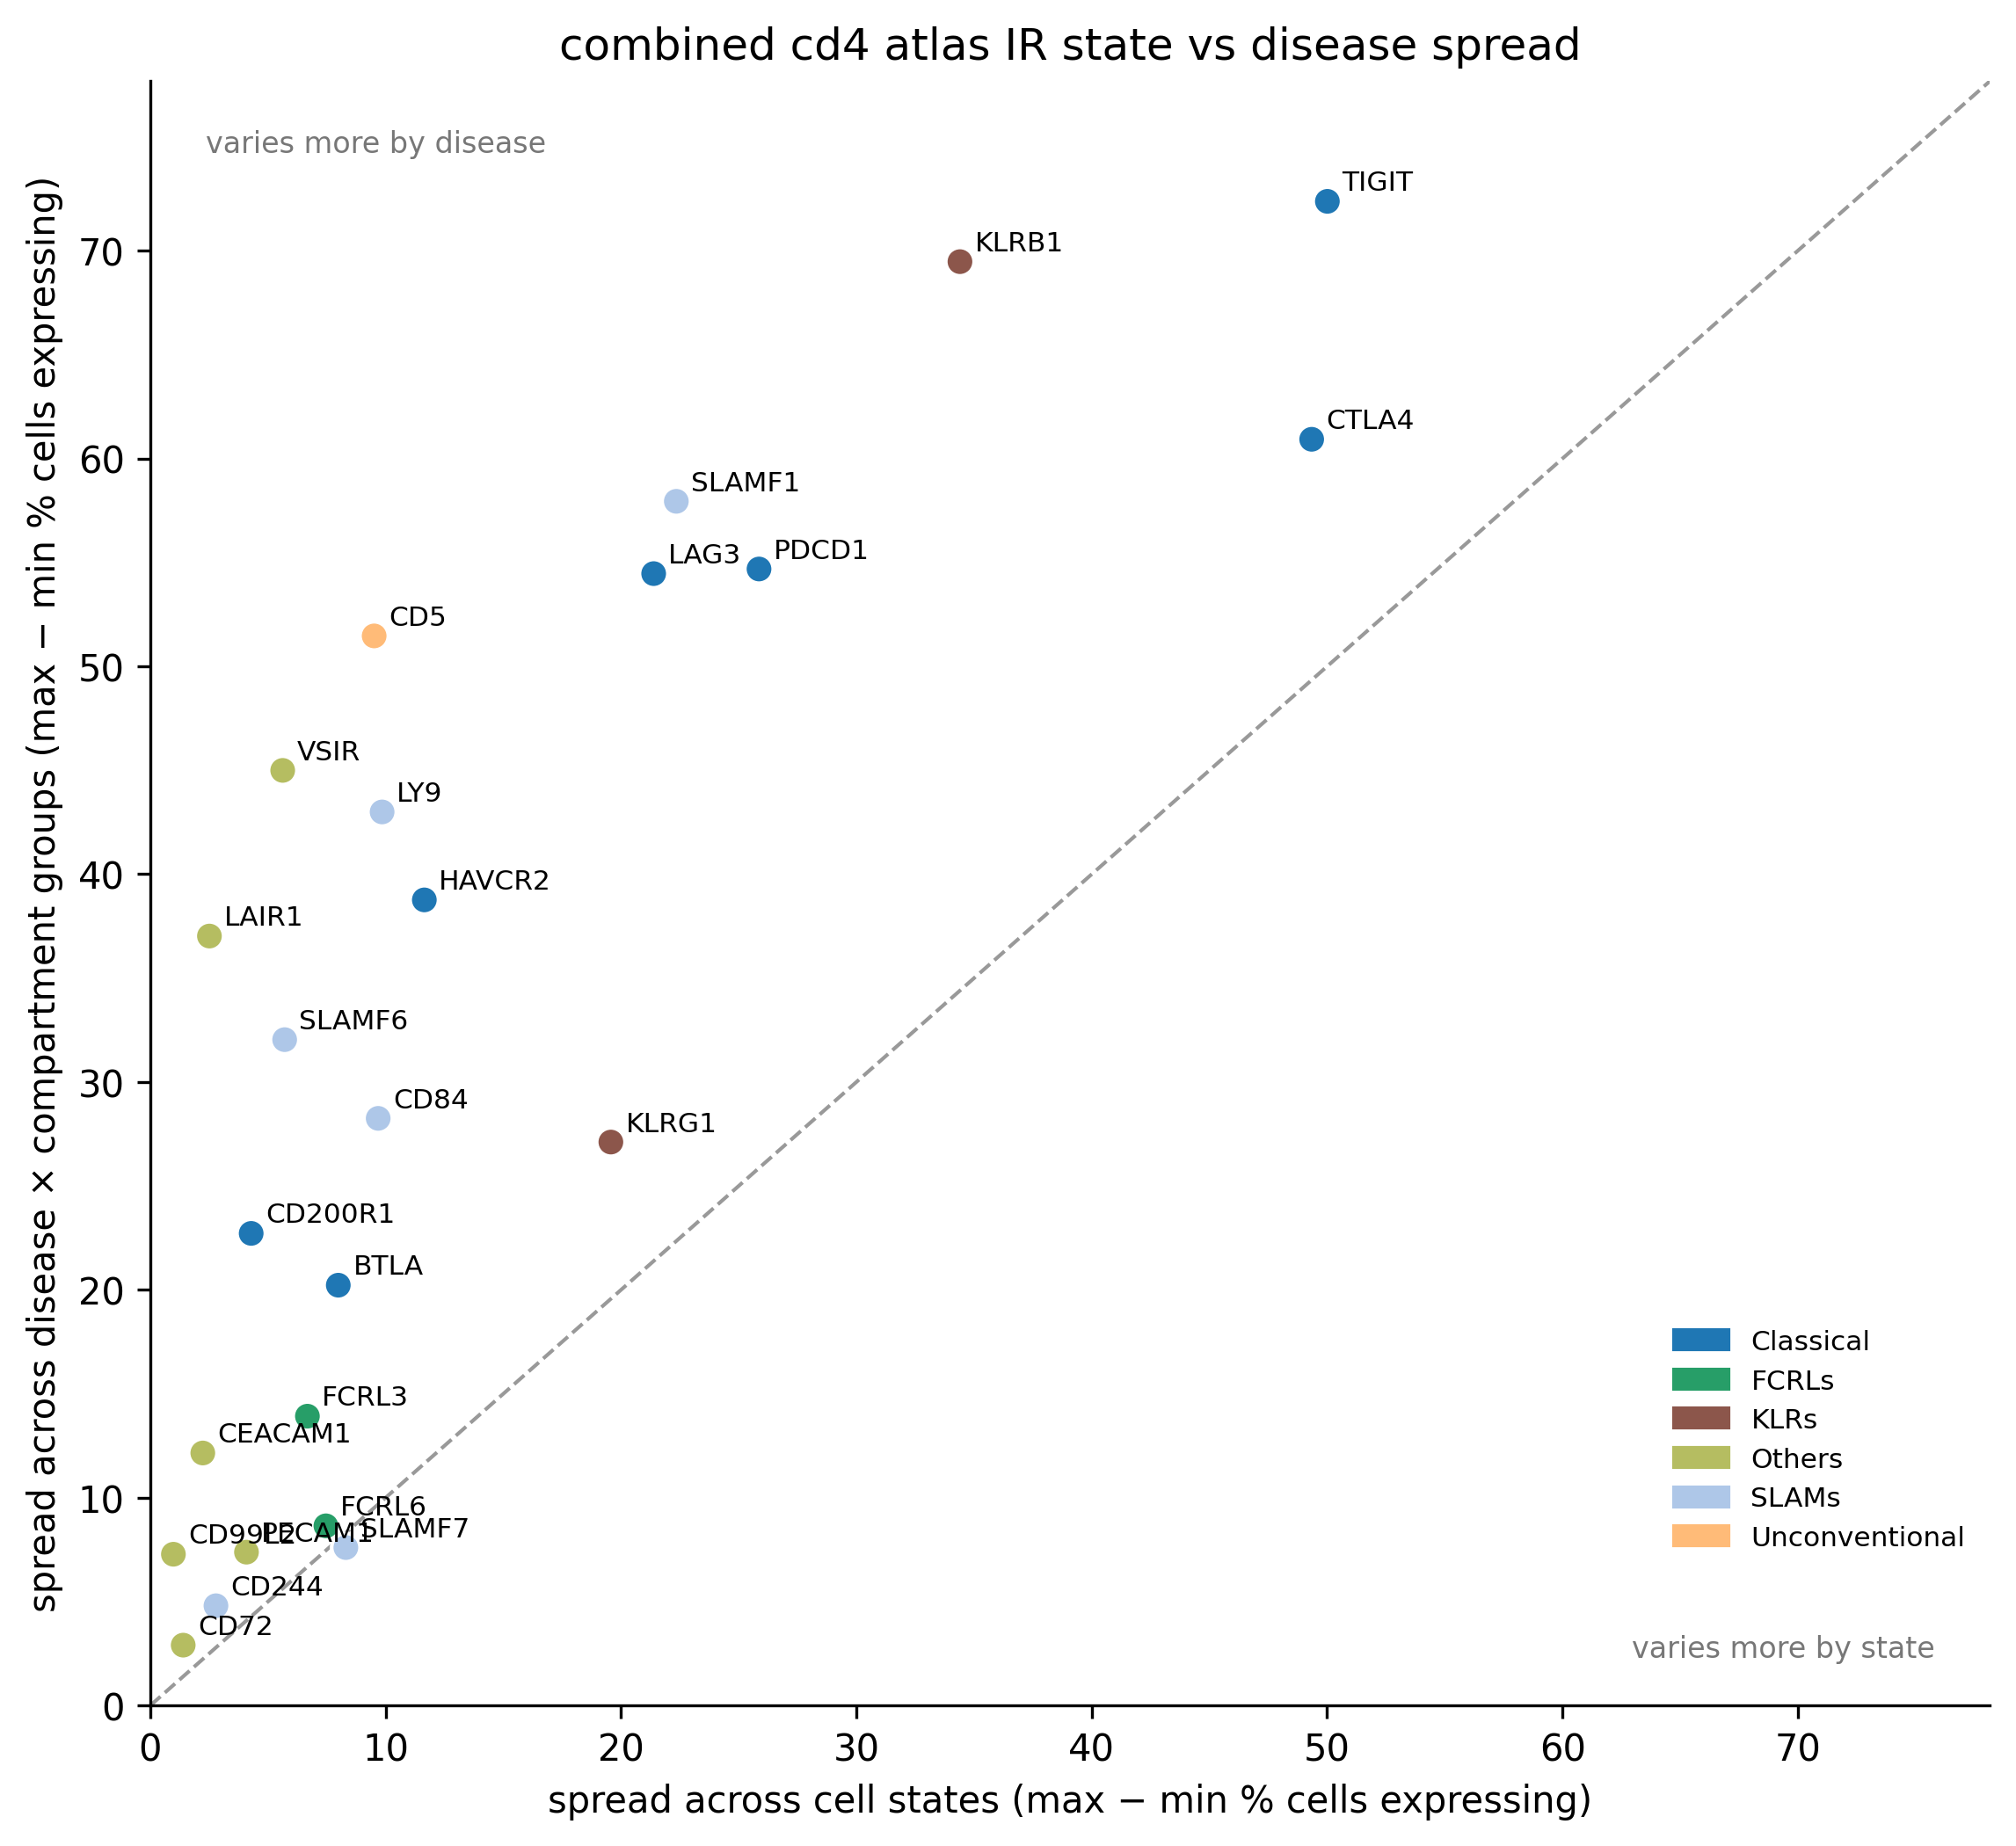 combined cd4 atlas IR state vs disease spread
varies more by disease
TIGIT
KLRB1
CTLA4
SLAMF1
LAG3
PDCD1
CD5
VSIR
LY9
HAVCR2
LAIR1
SLAMF6
CD84
KLRG1
CD200R1
BTLA
FCRL3
CEACAM1
FCRL6
SLAMF7
CD99L2
PECAM1
CD244
CD72
Classical
FCRLs
KLRs
Others
SLAMs
Unconventional
varies more by state
70
60
50
40
30
20
10
0
0 10 20 30 40 50 60 70
spread across cell states (max − min % cells expressing)
spread across disease × compartment groups (max − min % cells expressing)